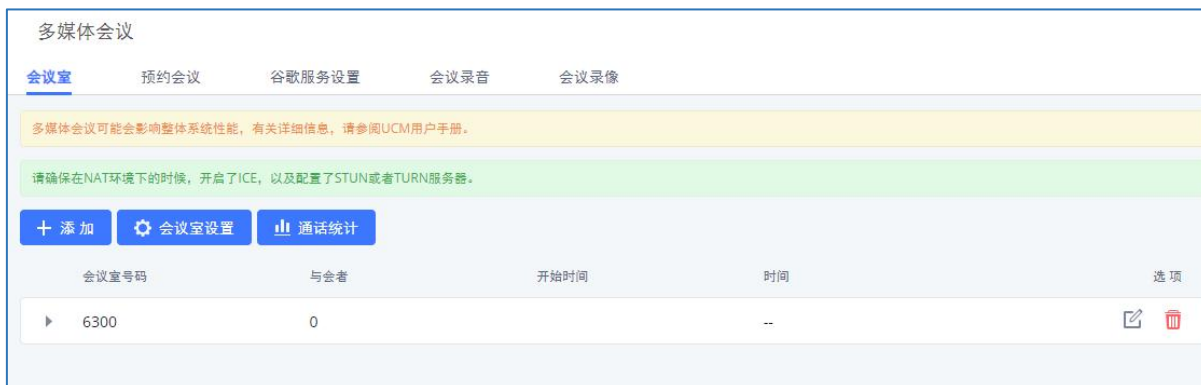 多媒体会议
会议室 预约会议 谷歌服务设置 会议录音 会议录像
多媒体会议可能会影响整体系统性能，有关详细信息，请参阅UCM用户手册。
请确保在NAT环境下的时候，开启了ICE，以及配置了STUN或者TURN服务器。
添加 会议室设置 通话统计
会议室号码 与会者 开始时间 时间 选项
6300 0 --